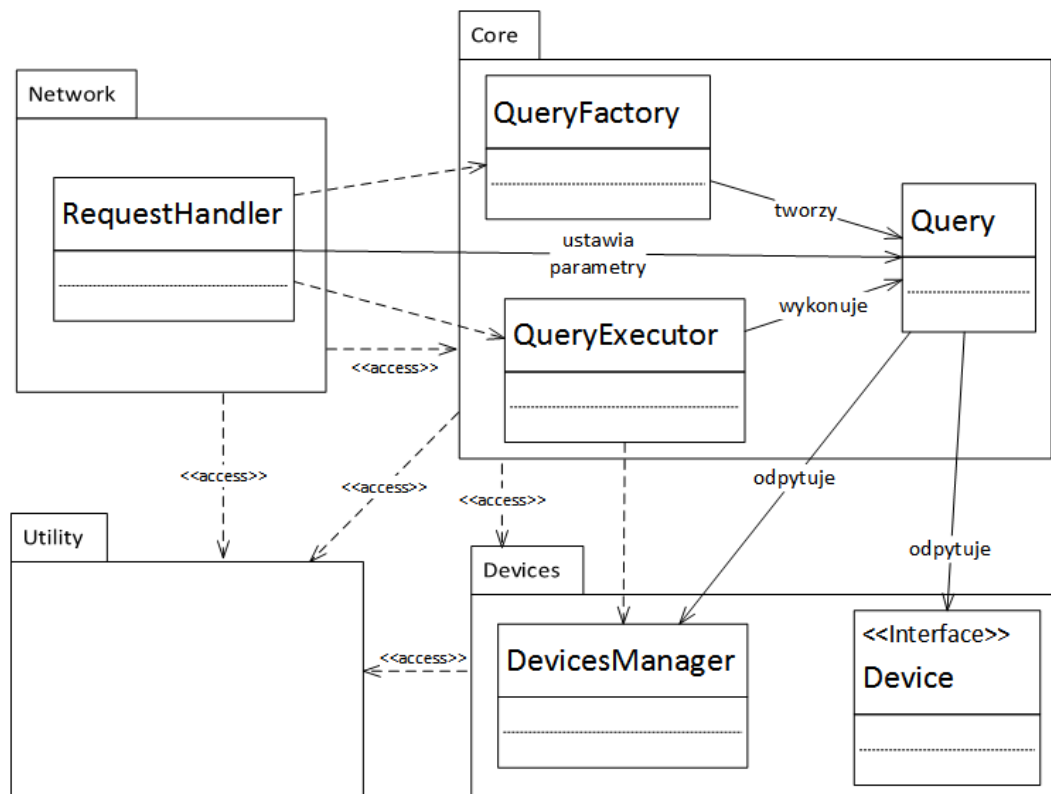 Core
Network
QueryFactory
RequestHandler
tworzy
Query
ustawia
parametry
wykonuje
QueryExecutor
<<access>>
<<access>>
<<access>>
<<access>>
odpytuje
Utility
odpytuje
Devices
<<Interface>>
Device
DevicesManager
<<access>>